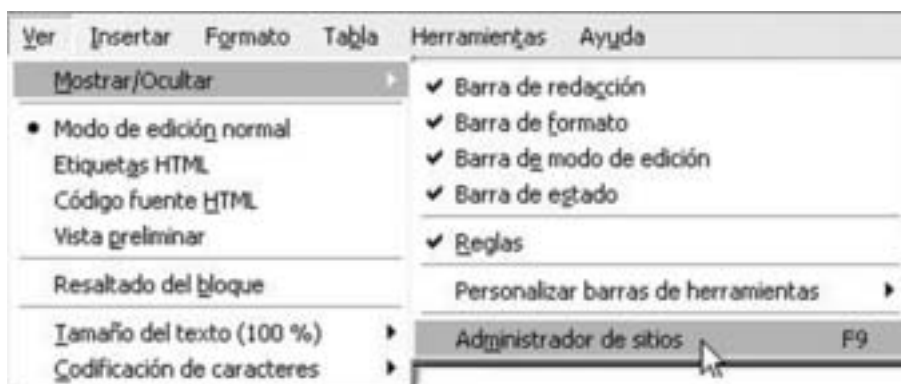 Ver Insertar Formato Tabla Herramientas Ayuda
Mostrar/Ocultar
Modo de edición normal
Etiquetas HTML
Código fuente HTML
Vista preliminar
Resaltado del bloque
Tamaño del texto (100 %)
Codificación de caracteres
Barra de redacción
Barra de formato
Barra de modo de edición
Barra de estado
Reglas
Personalizar barras de herramientas
Administrador de sitios F9